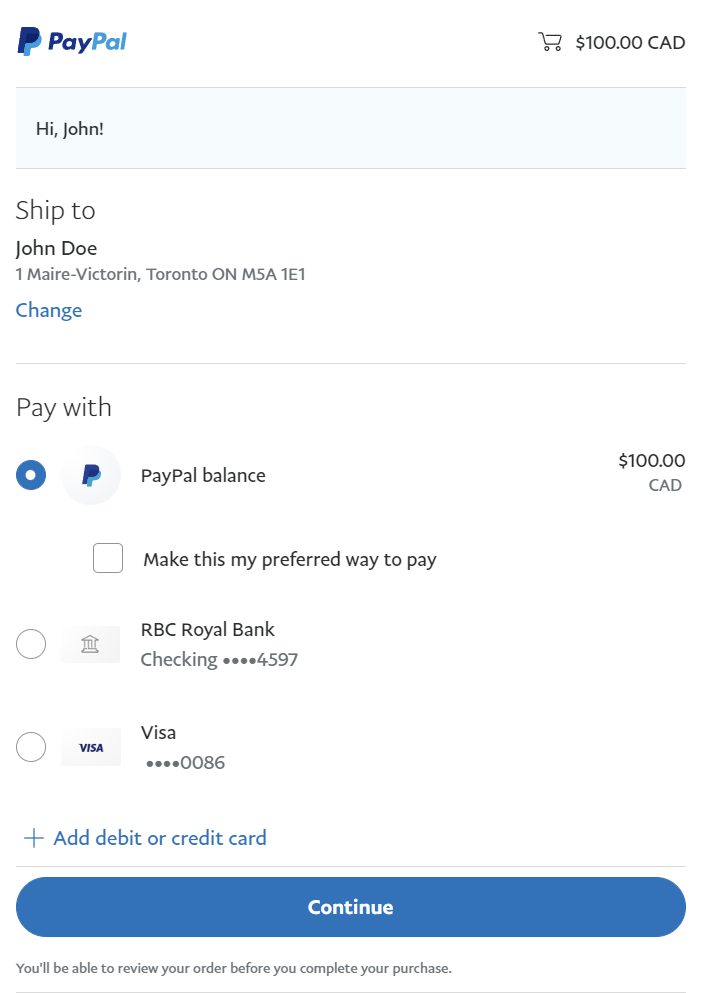 PayPal
$100.00 CAD
Hi, John!
Ship to
John Doe
1 Maire-Victorin, Toronto ON M5A 1E1
Change
Pay with
PayPal balance
$100.00
CAD
Make this my preferred way to pay
RBC Royal Bank
Checking ••••4597
VISA
Visa
••••0086
+ Add debit or credit card
Continue
You'll be able to review your order before you complete your purchase.